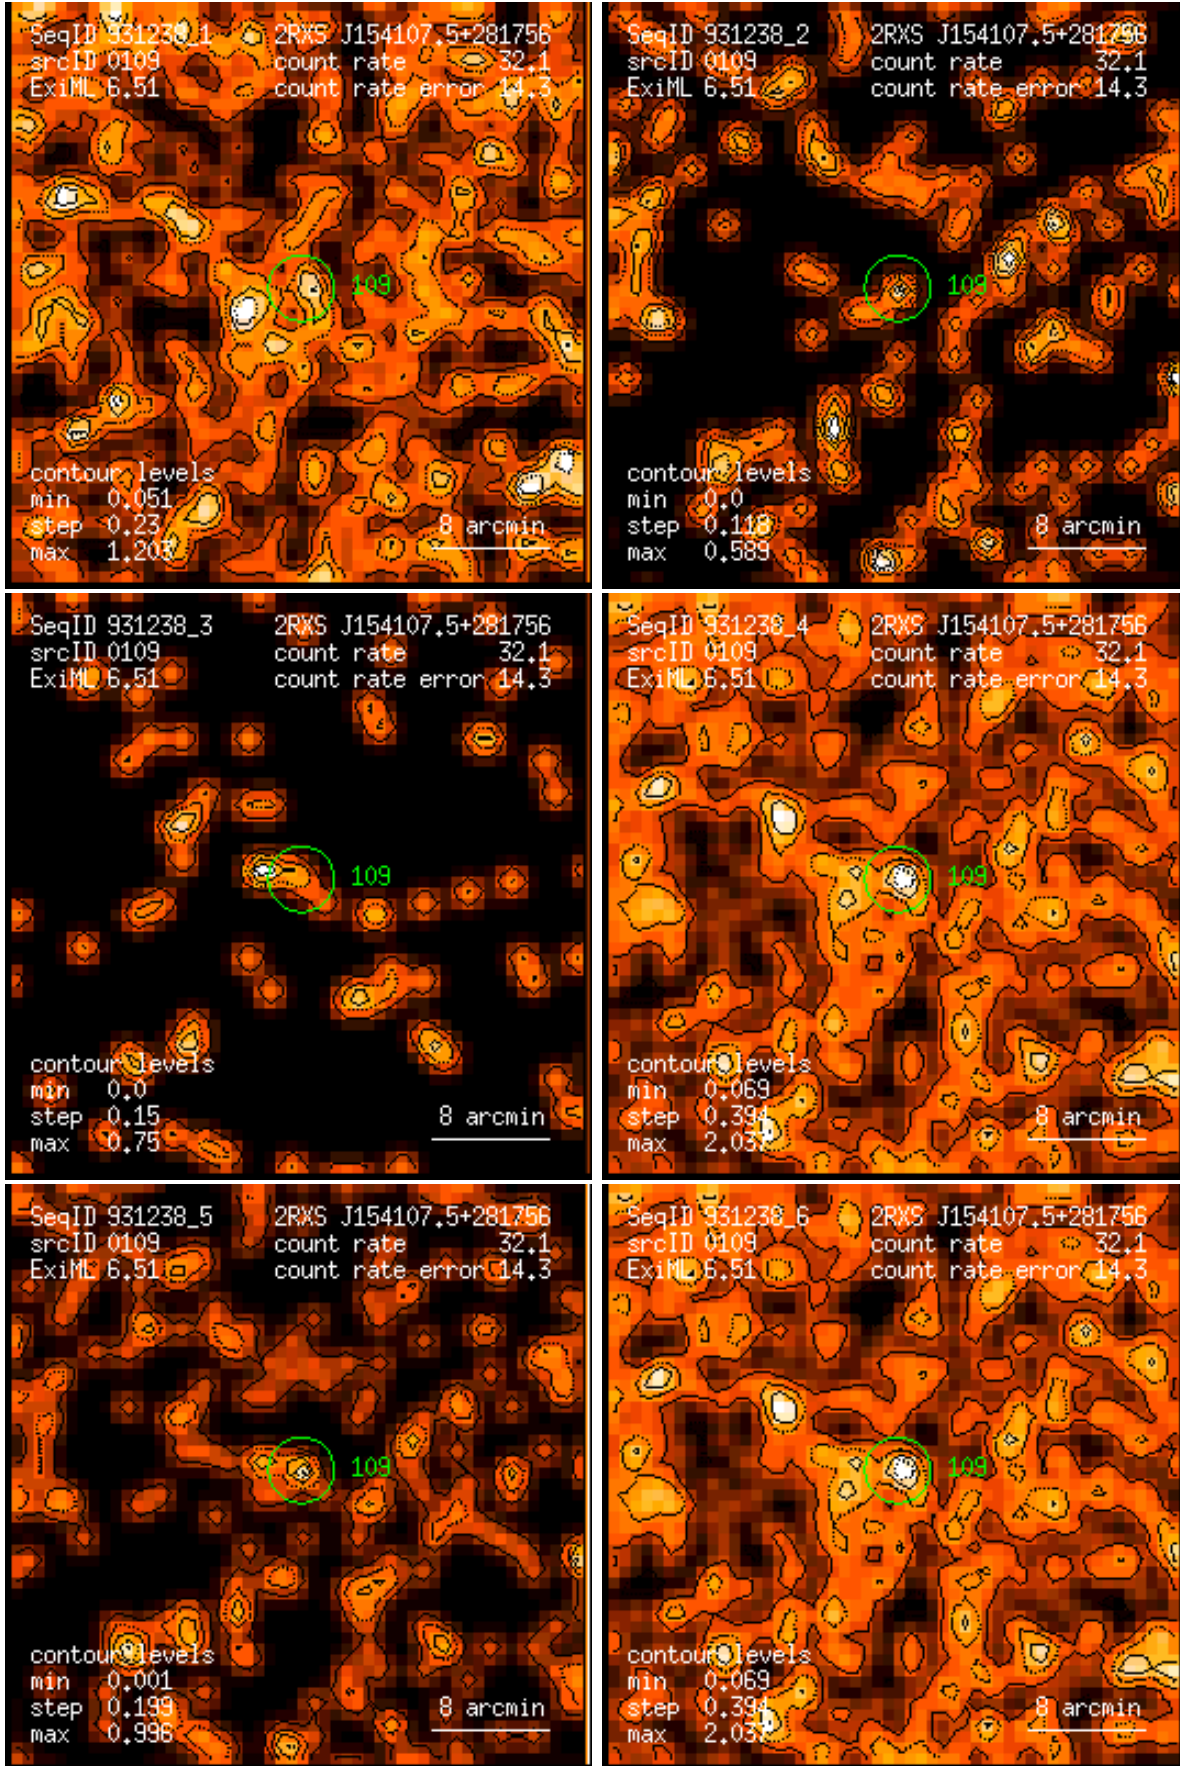 SeqID 931238_1 2RXS J154107.5+281756
srcID 0109 count rate 32.1
ExiML 6.51 count rate error 14.3
109
contour levels
min 0.051
step 0.23
max 1.203
8 arcmin
SeqID 931238_2 2RXS J154107.5+281756
srcID 0109 count rate 32.1
ExiML 6.51 count rate error 14.3
109
contour levels
min 0.0
step 0.118
max 0.589
8 arcmin
SeqID 931238_3 2RXS J154107.5+281756
srcID 0109 count rate 32.1
ExiML 6.51 count rate error 14.3
109
contour levels
min 0.0
step 0.15
max 0.75
8 arcmin
SeqID 931238_4 2RXS J154107.5+281756
srcID 0109 count rate 32.1
ExiML 6.51 count rate error 14.3
109
contour levels
min 0.069
step 0.394
max 2.037
8 arcmin
SeqID 931238_5 2RXS J154107.5+281756
srcID 0109 count rate 32.1
ExiML 6.51 count rate error 14.3
109
contour levels
min 0.001
step 0.199
max 0.996
8 arcmin
SeqID 931238_6 2RXS J154107.5+281756
srcID 0109 count rate 32.1
ExiML 6.51 count rate error 14.3
109
contour levels
min 0.069
step 0.394
max 2.037
8 arcmin